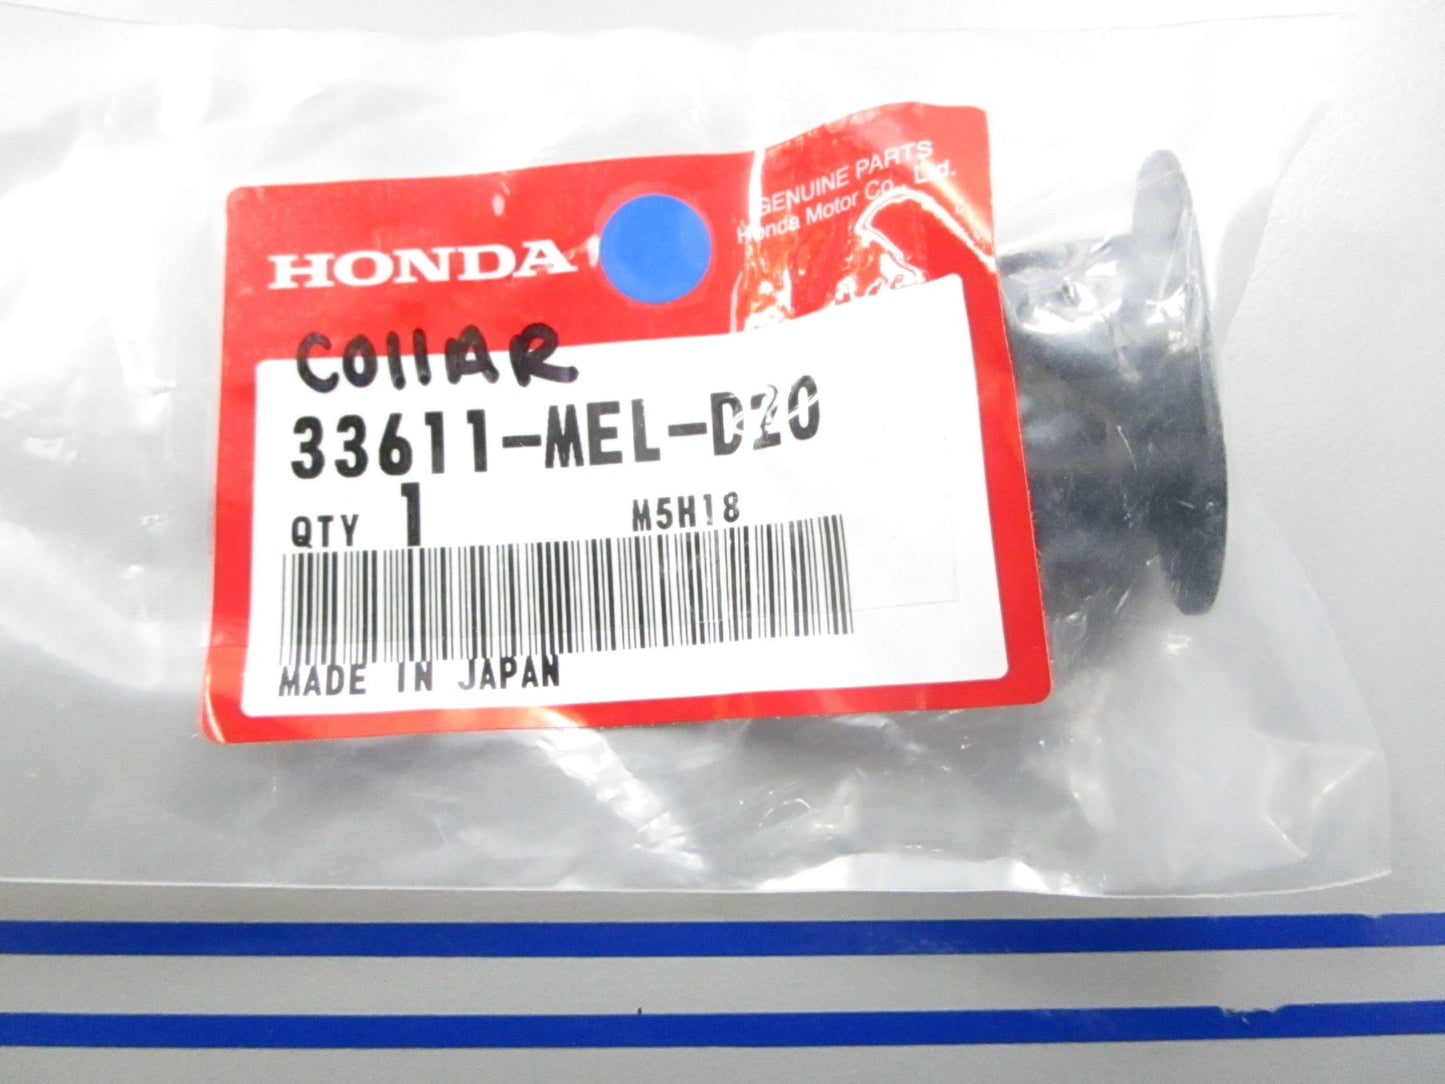 HONDA
GENUINE PARTS
Honda Motor Co., Ltd.
COllAR
33611-MEL-D20
QTY 1 M5H18
MADE IN JAPAN